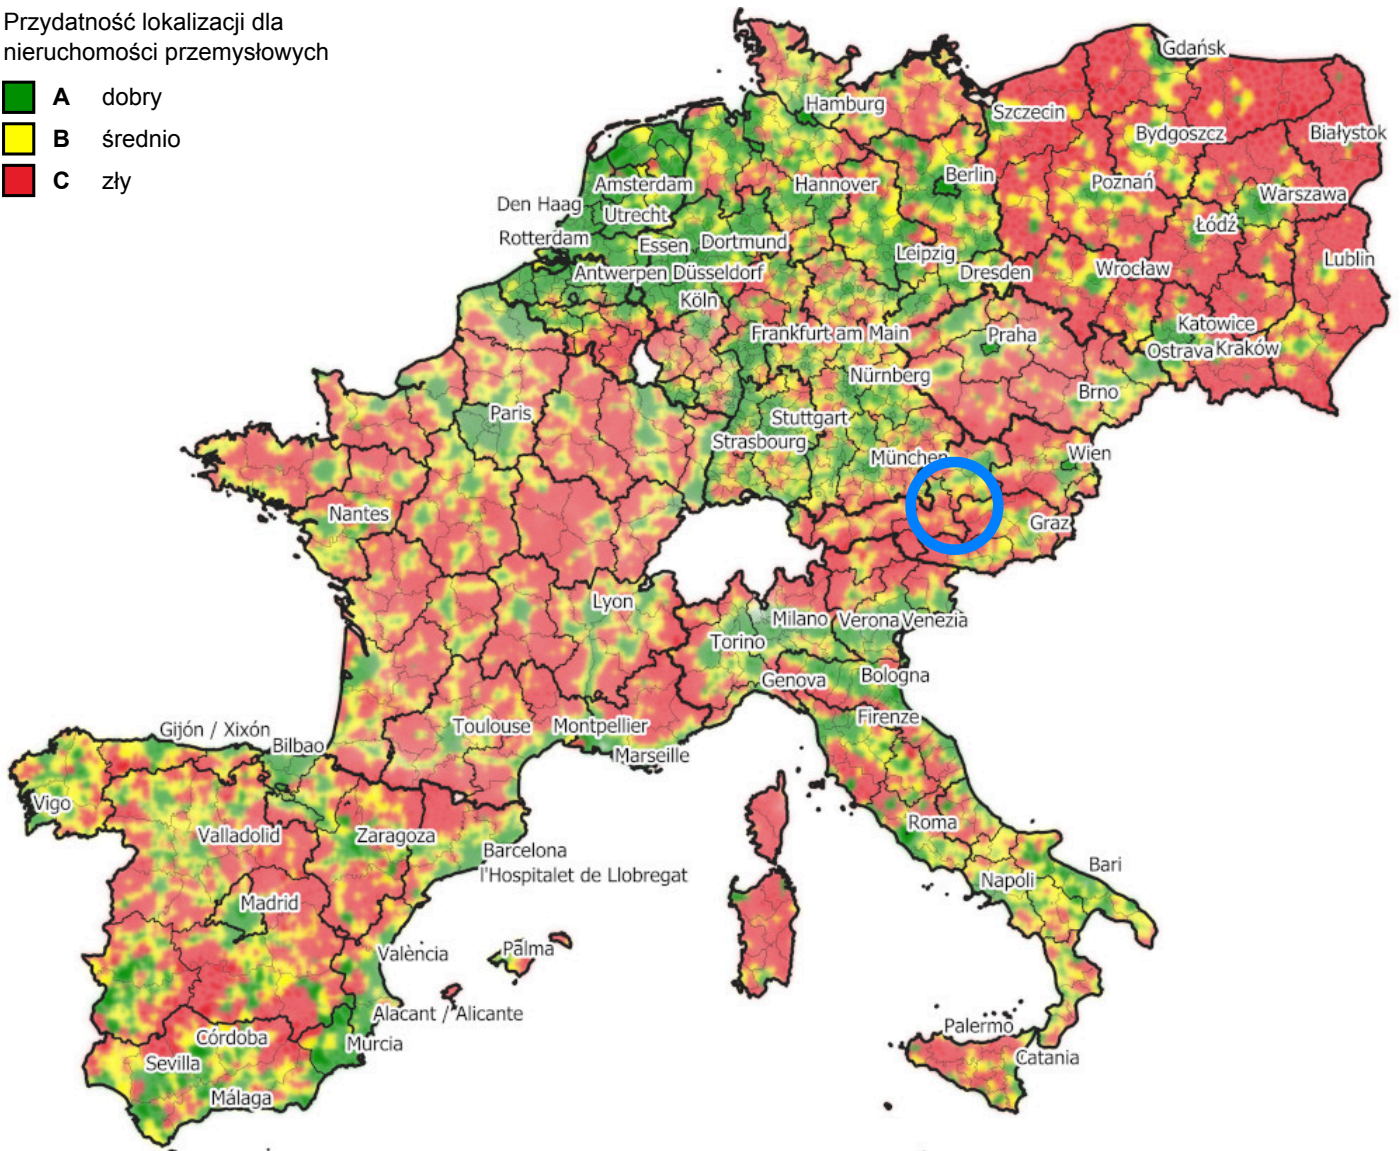 Przydatność lokalizacji dla
nieruchomości przemysłowych
A dobry
B średnio
C zły
Gdańsk
Hamburg
Szczecin
Bydgoszcz
Białystok
Amsterdam
Hannover
Berlin
Poznań
Warszawa
Den Haag
Utrecht
Łódź
Rotterdam
Essen
Dortmund
Leipzig
Lublin
Antwerpen
Düsseldorf
Dresden
Wrocław
Köln
Katowice
Frankfurt am Main
Praha
Ostrava
Kraków
Nürnberg
Brno
Paris
Stuttgart
Strasbourg
München
Wien
Nantes
Graz
Lyon
Milano
Verona
Venezia
Torino
Genova
Bologna
Firenze
Gijón / Xixón
Bilbao
Toulouse
Montpellier
Marseille
Vigo
Valladolid
Zaragoza
Roma
Barcelona
l'Hospitalet de Llobregat
Bari
Napoli
Madrid
València
Palma
Alacant / Alicante
Palermo
Córdoba
Murcia
Catania
Sevilla
Málaga